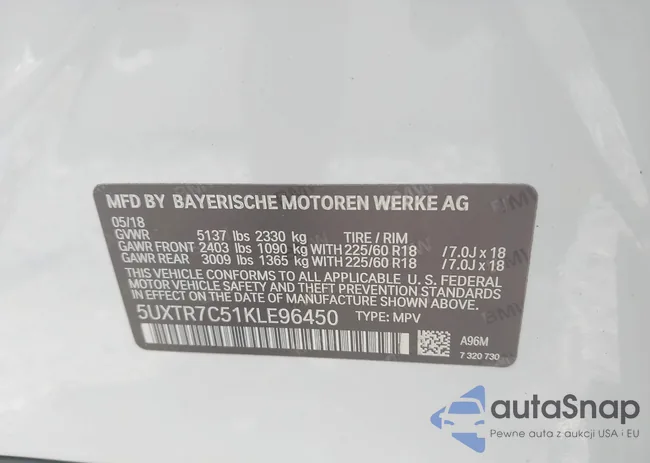 MFD BY BAYERISCHE MOTOREN WERKE AG
05/18
GVWR 5137 lbs 2330 kg TIRE / RIM
GAWR FRONT 2403 lbs 1090 kg WITH 225/60 R18 /7.0J x 18
GAWR REAR 3009 lbs 1365 kg WITH 225/60 R18 /7.0J x 18
THIS VEHICLE CONFORMS TO ALL APPLICABLE U. S. FEDERAL
MOTOR VEHICLE SAFETY AND THEFT PREVENTION STANDARDS
IN EFFECT ON THE DATE OF MANUFACTURE SHOWN ABOVE.
5UXTR7C51KLE96450 TYPE: MPV
A96M
7 320 730
autoSnap
Pewne auta z aukcji USA i EU